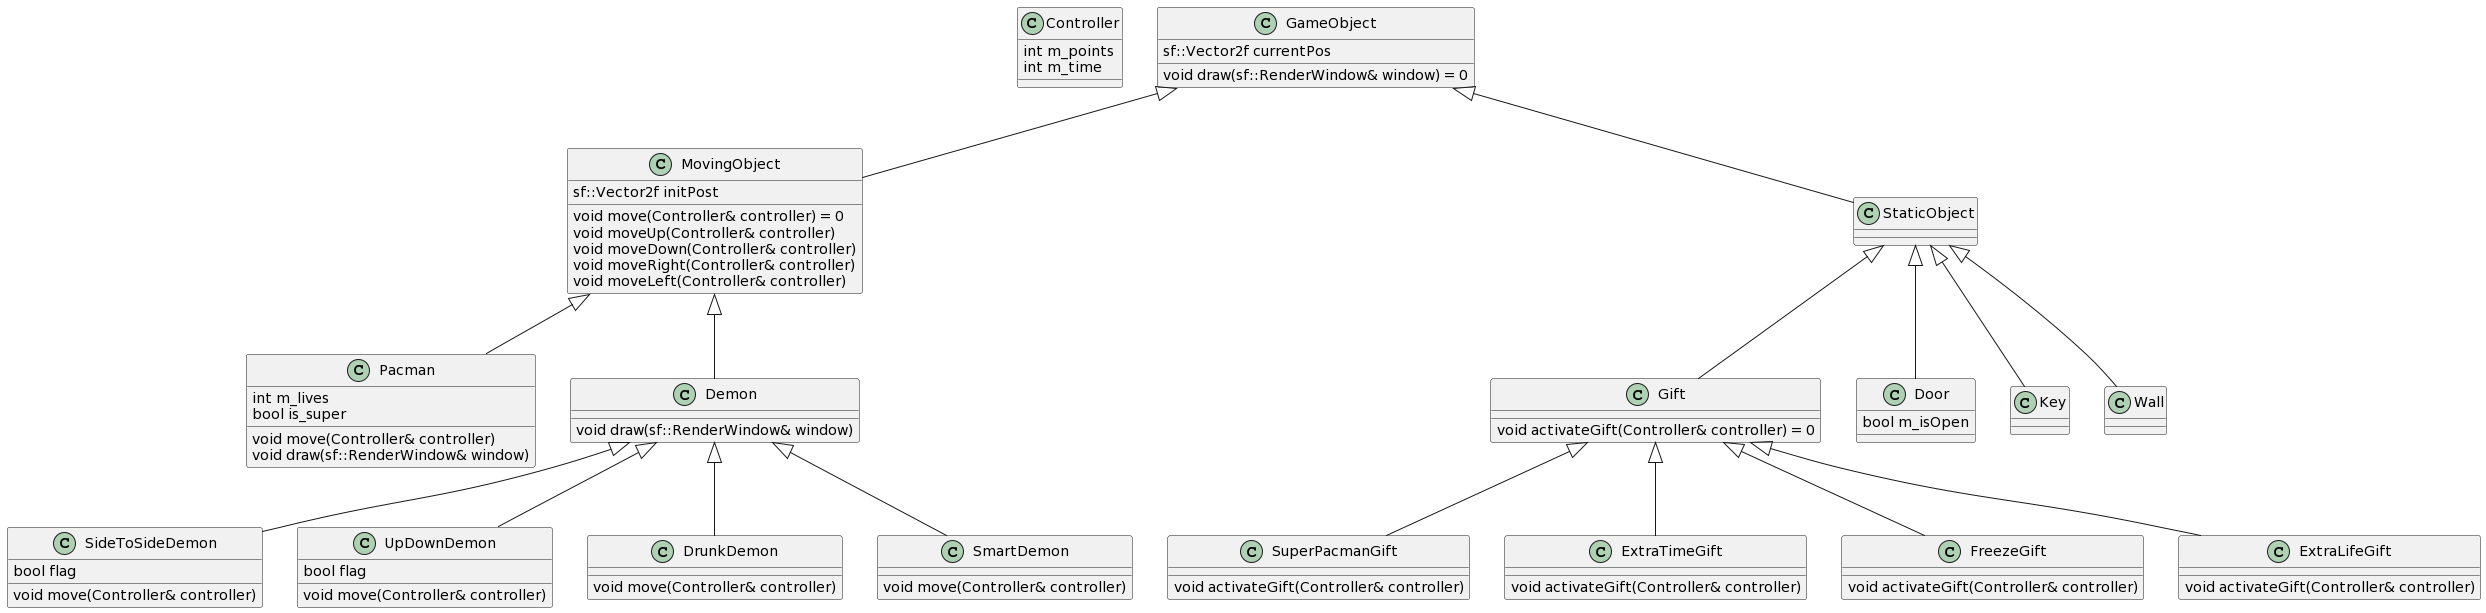 C Controller
int m_points
int m_time
C GameObject
sf::Vector2f currentPos
void draw(sf::RenderWindow& window) = 0
C MovingObject
sf::Vector2f initPost
void move(Controller& controller) = 0
void moveUp(Controller& controller)
void moveDown(Controller& controller)
void moveRight(Controller& controller)
void moveLeft(Controller& controller)
C StaticObject
C Pacman
int m_lives
bool is_super
void move(Controller& controller)
void draw(sf::RenderWindow& window)
C Demon
void draw(sf::RenderWindow& window)
C Gift
void activateGift(Controller& controller) = 0
C Door
bool m_isOpen
C Key
C Wall
C SideToSideDemon
bool flag
void move(Controller& controller)
C UpDownDemon
bool flag
void move(Controller& controller)
C DrunkDemon
void move(Controller& controller)
C SmartDemon
void move(Controller& controller)
C SuperPacmanGift
void activateGift(Controller& controller)
C ExtraTimeGift
void activateGift(Controller& controller)
C FreezeGift
void activateGift(Controller& controller)
C ExtraLifeGift
void activateGift(Controller& controller)